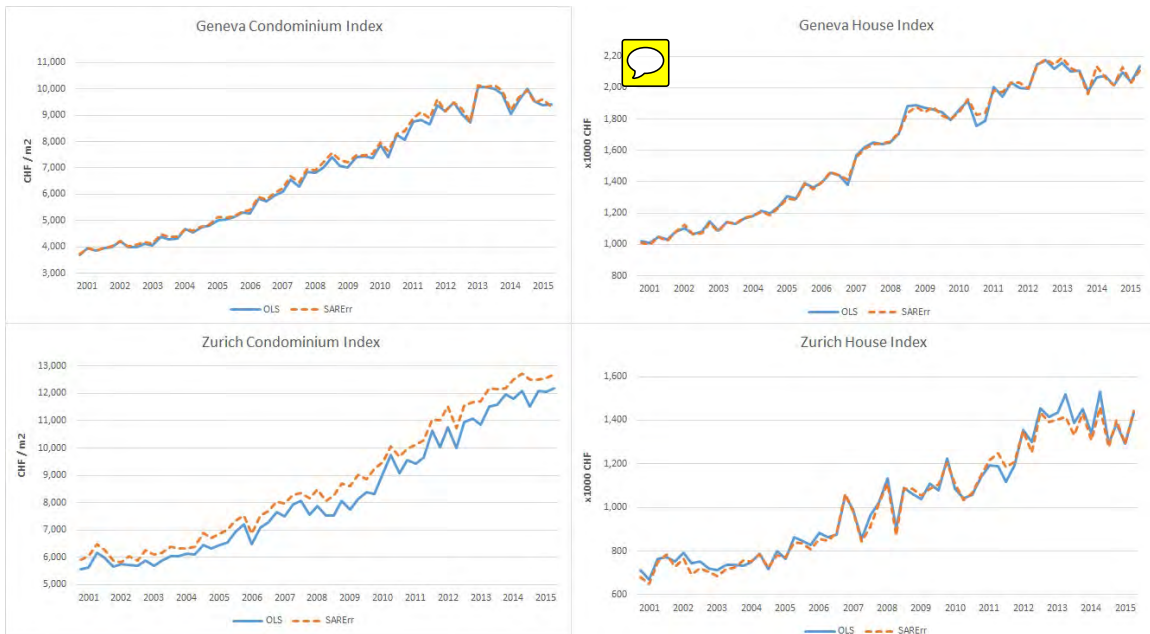 Geneva Condominium Index
11,000
10,000
9,000
8,000
7,000
6,000
5,000
4,000
3,000
CHF / m2
2001 2002 2003 2004 2005 2006 2007 2008 2009 2010 2011 2012 2013 2014 2015
OLS SARErr
Geneva House Index
2,200
2,000
1,800
1,600
1,400
1,200
1,000
800
x1000 CHF
2001 2002 2003 2004 2005 2006 2007 2008 2009 2010 2011 2012 2013 2014 2015
OLS SARErr
Zurich Condominium Index
13,000
12,000
11,000
10,000
9,000
8,000
7,000
6,000
5,000
CHF / m2
2001 2002 2003 2004 2005 2006 2007 2008 2009 2010 2011 2012 2013 2014 2015
OLS SARErr
Zurich House Index
1,600
1,400
1,200
1,000
800
600
x1000 CHF
2001 2002 2003 2004 2005 2006 2007 2008 2009 2010 2011 2012 2013 2014 2015
OLS SARErr